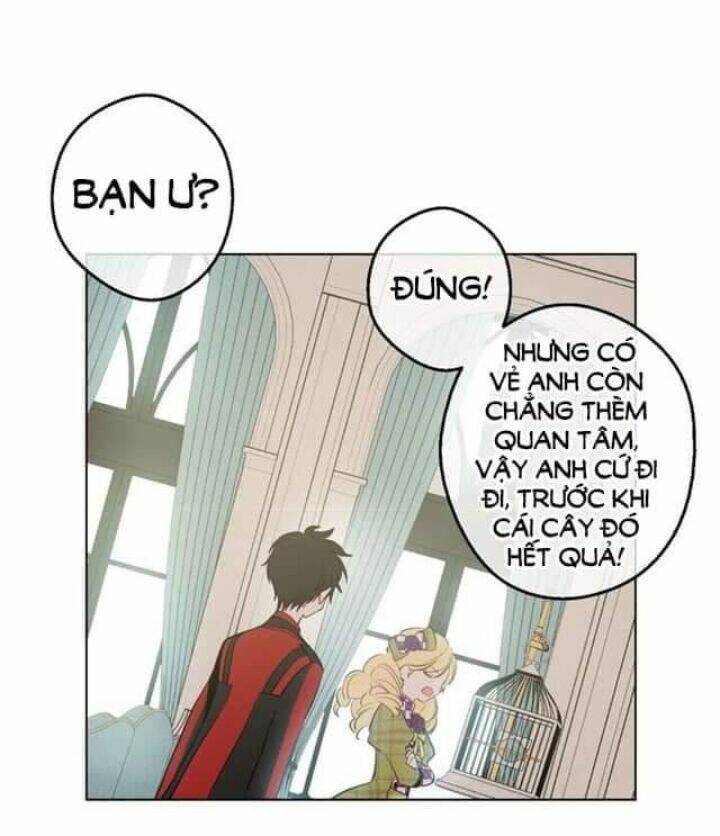 BẠN Ư?
ĐÚNG!
NHƯNG CÓ
VẺ ANH CÒN
CHẲNG THÈM
QUAN TÂM,
VẬY ANH CỨ ĐI
ĐI, TRƯỚC KHI
CÁI CÂY ĐÓ
HẾT QUẢ!